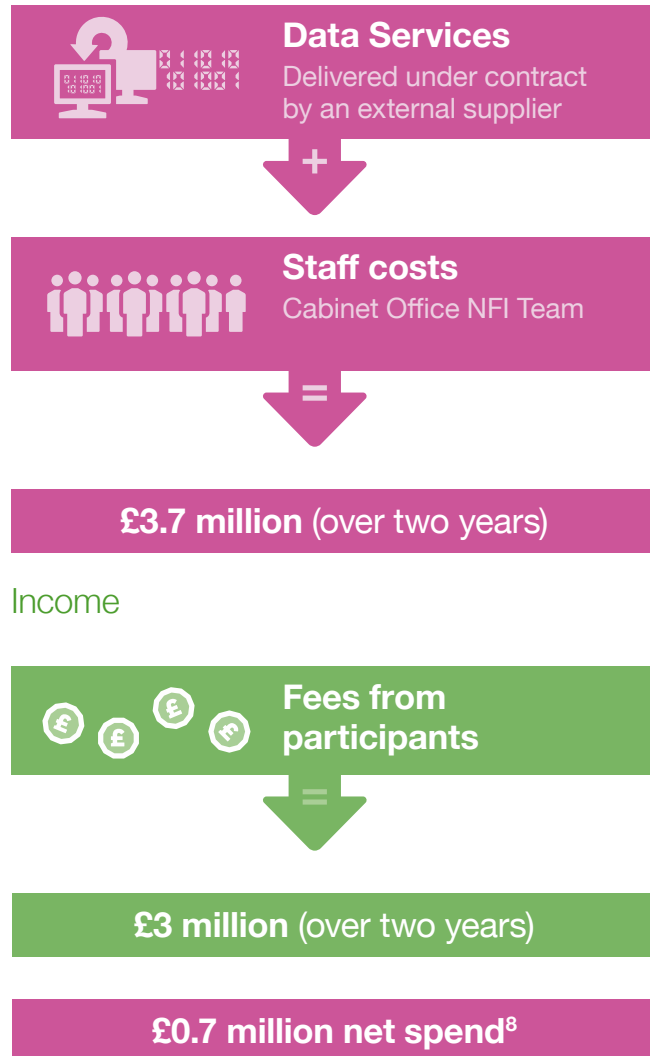 Data Services
Delivered under contract
by an external supplier
+
Staff costs
Cabinet Office NFI Team
=
£3.7 million (over two years)
Income
£ £ £ £
Fees from
participants
=
£3 million (over two years)
£0.7 million net spend⁸